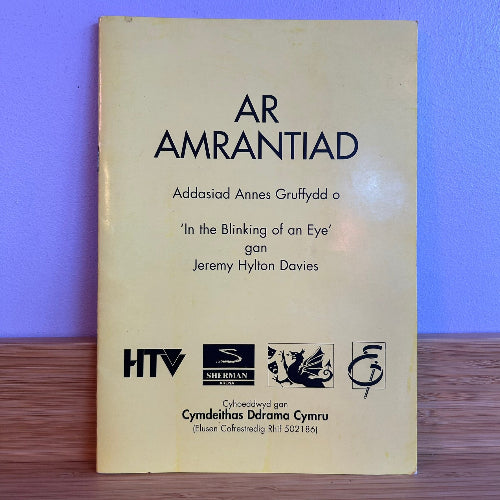 AR
AMRANTIAD
Addasiad Annes Gruffydd o
'In the Blinking of an Eye'
gan
Jeremy Hylton Davies
HTV
SHERMAN
Cyhoeddwyd gan
Cymdeithas Ddrama Cymru
(Elusen Cofrestredig Rhif 502186)